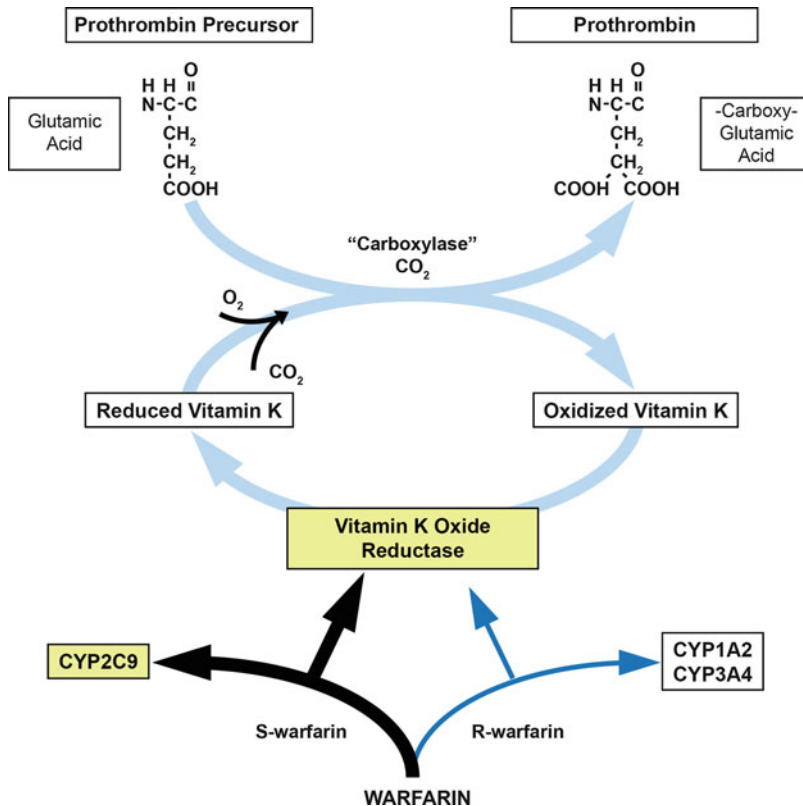 Prothrombin Precursor
Prothrombin
Glutamic
Acid
H H O
N-C-C
CH2
CH2
COOH
H H O
N-C-C
CH2
CH2
COOH COOH
-Carboxy-
Glutamic
Acid
“Carboxylase”
CO2
O2
CO2
Reduced Vitamin K
Oxidized Vitamin K
Vitamin K Oxide
Reductase
CYP2C9
CYP1A2
CYP3A4
S-warfarin
R-warfarin
WARFARIN